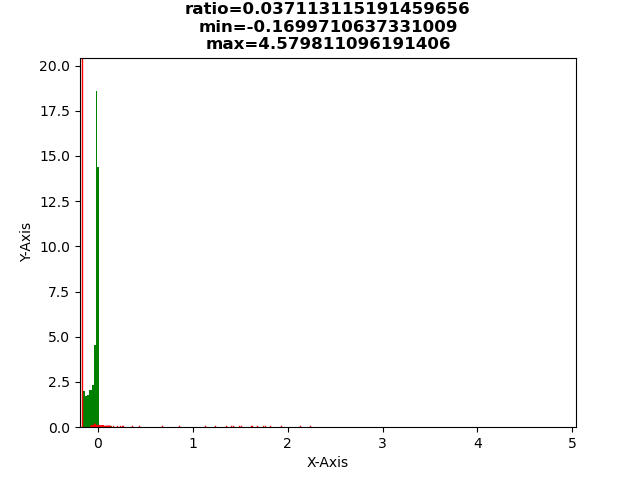 ratio=0.037113115191459656
min=-0.1699710637331009
max=4.579811096191406
20.0
17.5
15.0
12.5
10.0
7.5
5.0
2.5
0.0
Y-Axis
0 1 2 3 4 5
X-Axis